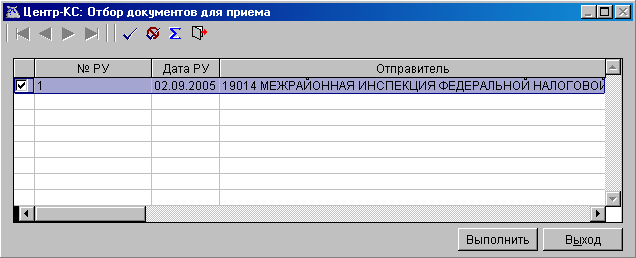 Центр-КС: Отбор документов для приема
№ РУ Дата РУ Отправитель
1 02.09.2005 19014 МЕЖРАЙОННАЯ ИНСПЕКЦИЯ ФЕДЕРАЛЬНОЙ НАЛОГОВОЙ
Выполнить Выход